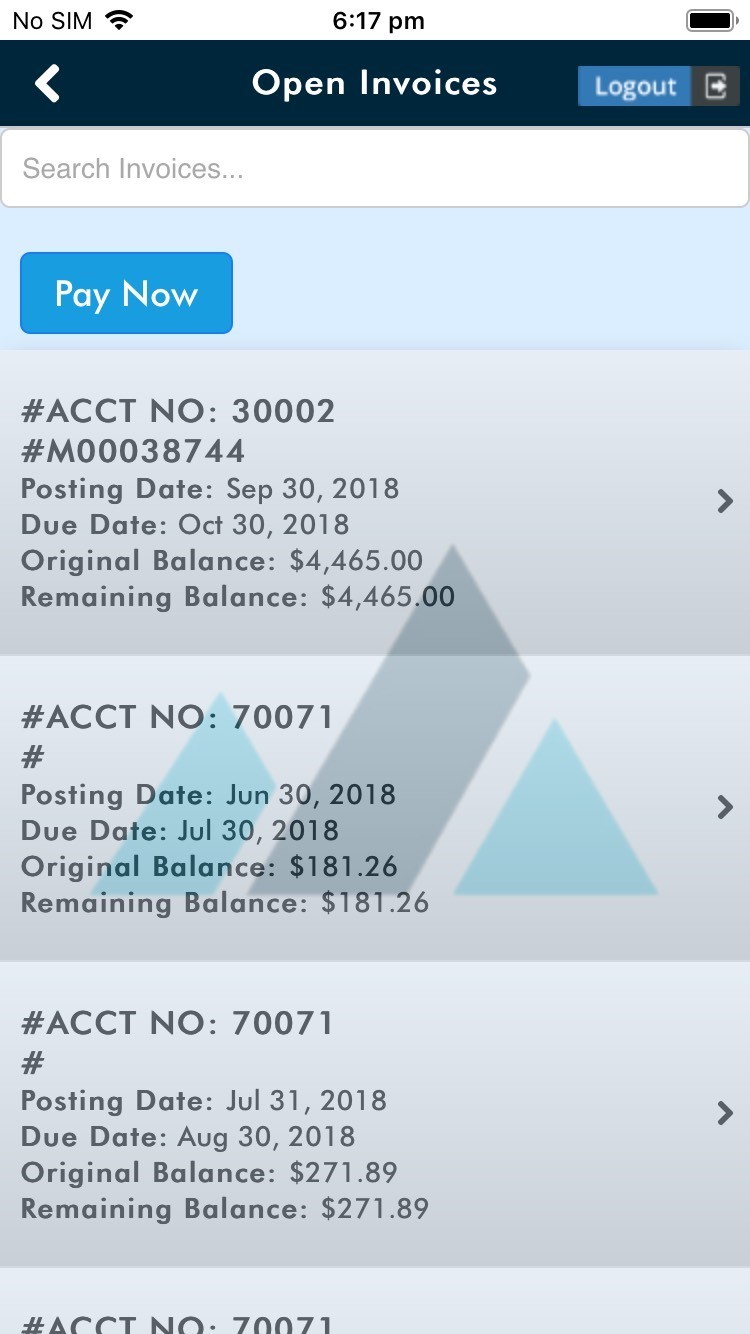 No SIM 6:17 pm
Open Invoices Logout
Search Invoices...
Pay Now
#ACCT NO: 30002
#M00038744
Posting Date: Sep 30, 2018
Due Date: Oct 30, 2018
Original Balance: $4,465.00
Remaining Balance: $4,465.00
#ACCT NO: 70071
#
Posting Date: Jun 30, 2018
Due Date: Jul 30, 2018
Original Balance: $181.26
Remaining Balance: $181.26
#ACCT NO: 70071
#
Posting Date: Jul 31, 2018
Due Date: Aug 30, 2018
Original Balance: $271.89
Remaining Balance: $271.89
#ACCT NO: 70071